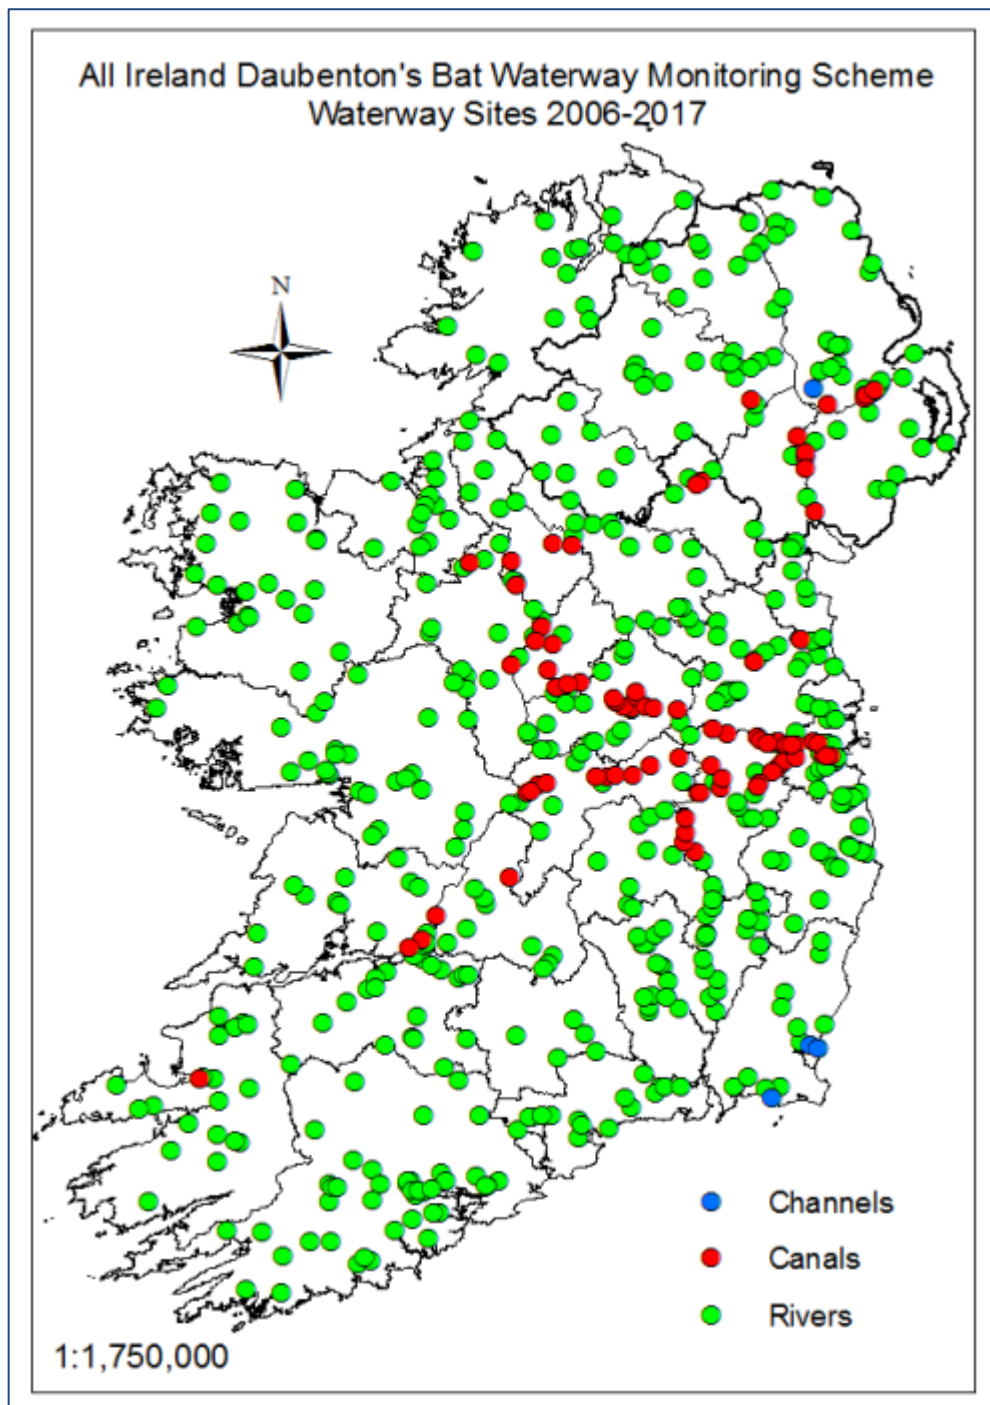 All Ireland Daubenton's Bat Waterway Monitoring Scheme
Waterway Sites 2006-2017
N
Channels
Canals
Rivers
1:1,750,000